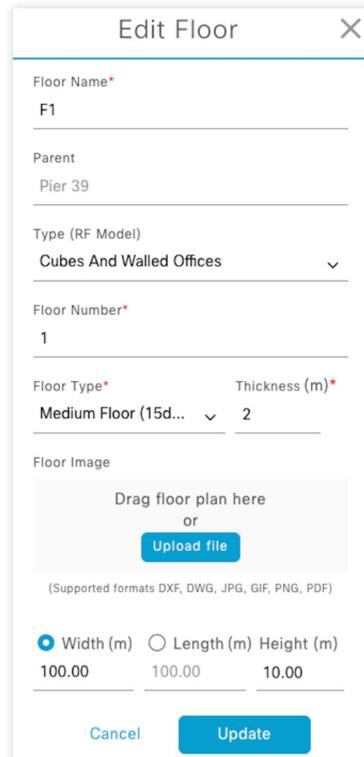 Edit Floor
Floor Name*
F1
Parent
Pier 39
Type (RF Model)
Cubes And Walled Offices
Floor Number*
1
Floor Type* Thickness (m)*
Medium Floor (15d... 2
Floor Image
Drag floor plan here
or
Upload file
(Supported formats DXF, DWG, JPG, GIF, PNG, PDF)
Width (m) Length (m) Height (m)
100.00 100.00 10.00
Cancel Update